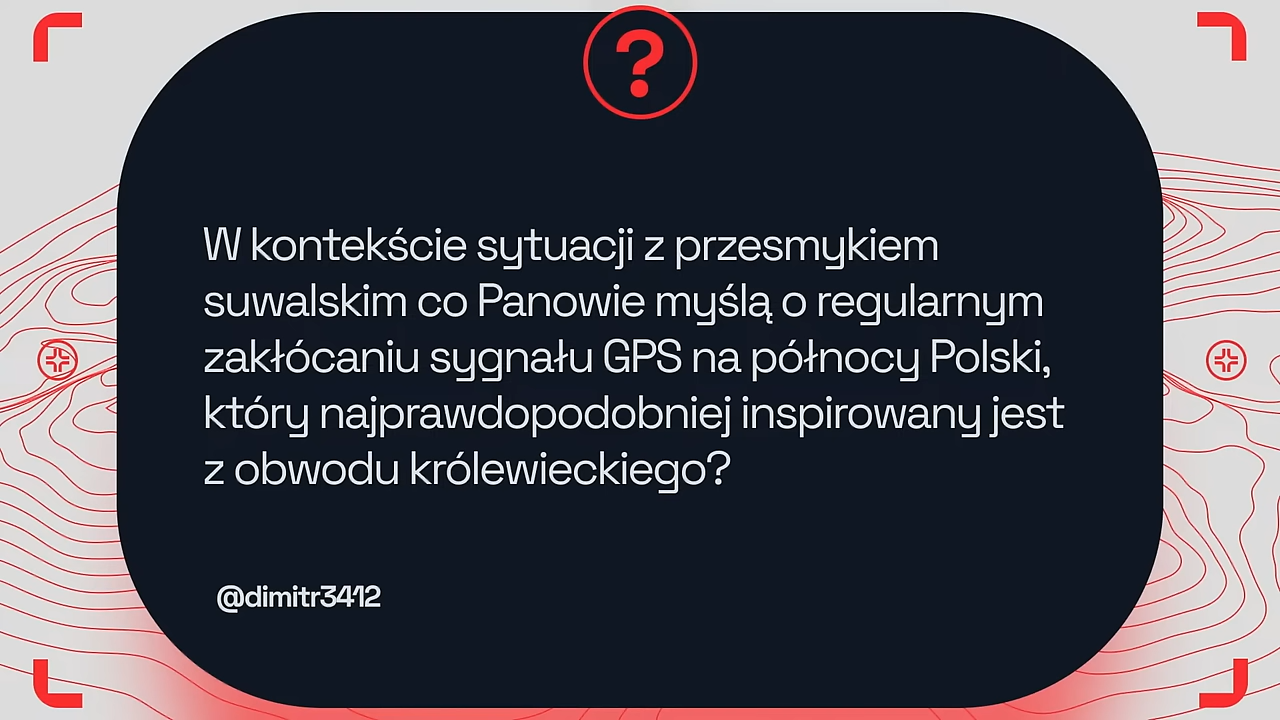 ?
W kontekście sytuacji z przesmykiem
suwalskim co Panowie myślą o regularnym
zakłócaniu sygnału GPS na północy Polski,
który najprawdopodobniej inspirowany jest
z obwodu królewieckiego?
@dimitr3412